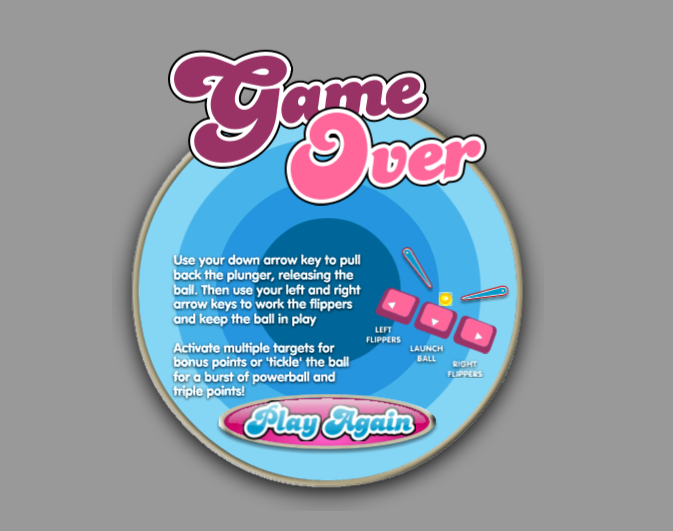 Game
Over
Use your down arrow key to pull
back the plunger, releasing the
ball. Then use your left and right
arrow keys to work the flippers
and keep the ball in play
Activate multiple targets for
bonus points or 'tickle' the ball
for a burst of powerball and
triple points!
LEFT
FLIPPERS
LAUNCH
BALL
RIGHT
FLIPPERS
Play Again